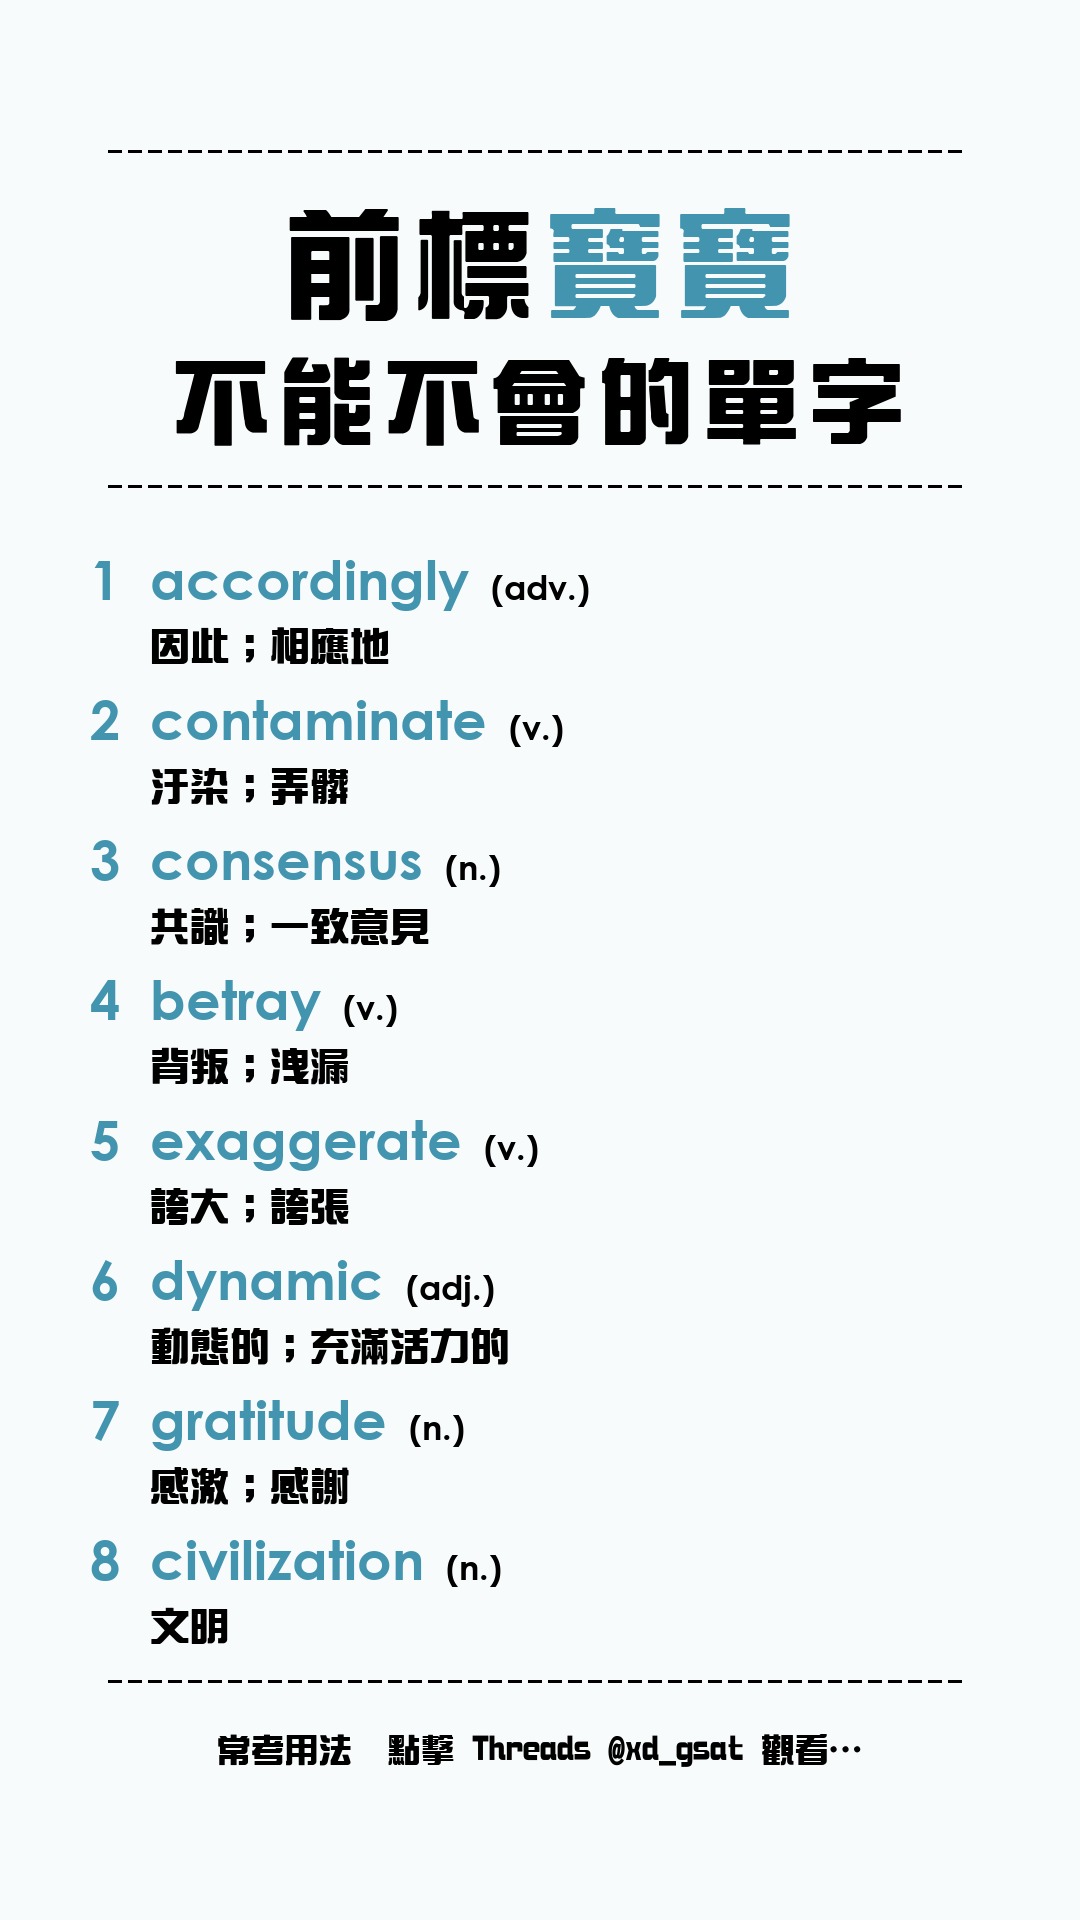 前標寶寶
不能不會的單字
1 accordingly (adv.)
因此；相應地
2 contaminate (v.)
汙染；弄髒
3 consensus (n.)
共識；一致意見
4 betray (v.)
背叛；洩漏
5 exaggerate (v.)
誇大；誇張
6 dynamic (adj.)
動態的；充滿活力的
7 gratitude (n.)
感激；感謝
8 civilization (n.)
文明
常考用法 點擊 Threads @xd_gsat 觀看…